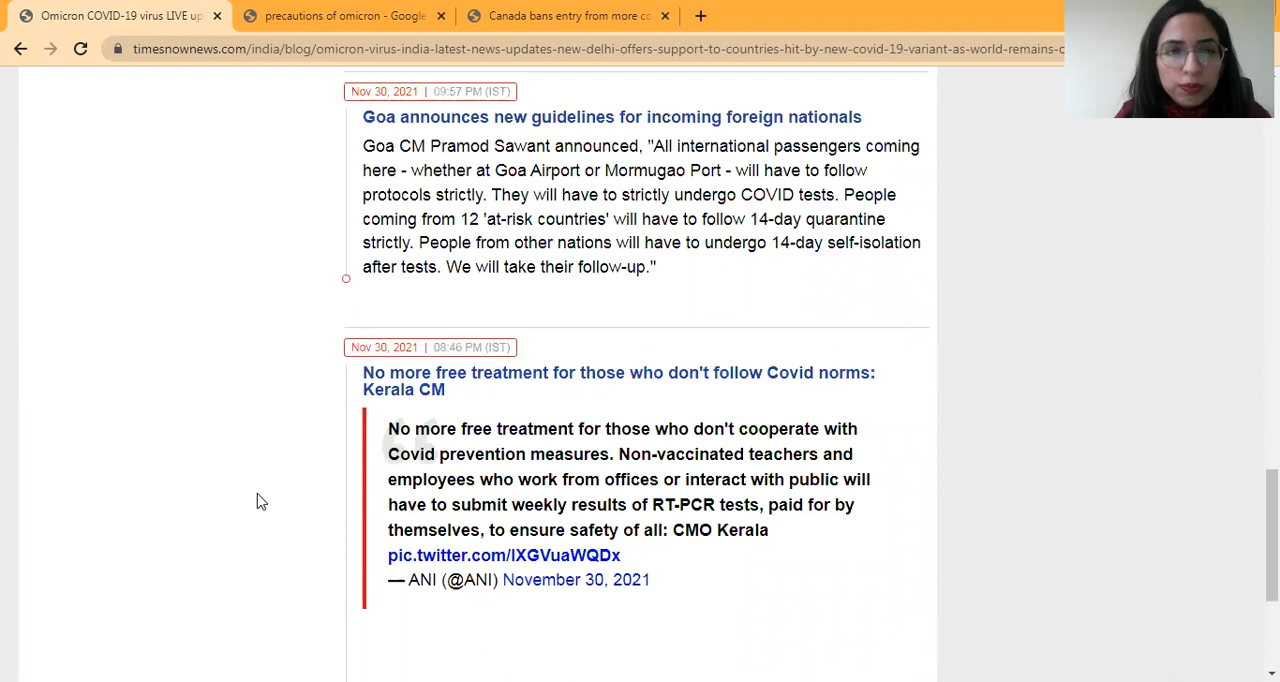 Omicron COVID-19 virus LIVE up
precautions of omicron - Google
Canada bans entry from more co
timesnownews.com/india/blog/omicron-virus-india-latest-news-updates-new-delhi-offers-support-to-countries-hit-by-new-covid-19-variant-as-world-remains-c
Nov 30, 2021 | 09:57 PM (IST)
Goa announces new guidelines for incoming foreign nationals
Goa CM Pramod Sawant announced, "All international passengers coming
here - whether at Goa Airport or Mormugao Port - will have to follow
protocols strictly. They will have to strictly undergo COVID tests. People
coming from 12 'at-risk countries' will have to follow 14-day quarantine
strictly. People from other nations will have to undergo 14-day self-isolation
after tests. We will take their follow-up."
Nov 30, 2021 | 08:46 PM (IST)
No more free treatment for those who don't follow Covid norms:
Kerala CM
No more free treatment for those who don't cooperate with
Covid prevention measures. Non-vaccinated teachers and
employees who work from offices or interact with public will
have to submit weekly results of RT-PCR tests, paid for by
themselves, to ensure safety of all: CMO Kerala
pic.twitter.com/lXGVuaWQDx
— ANI (@ANI) November 30, 2021